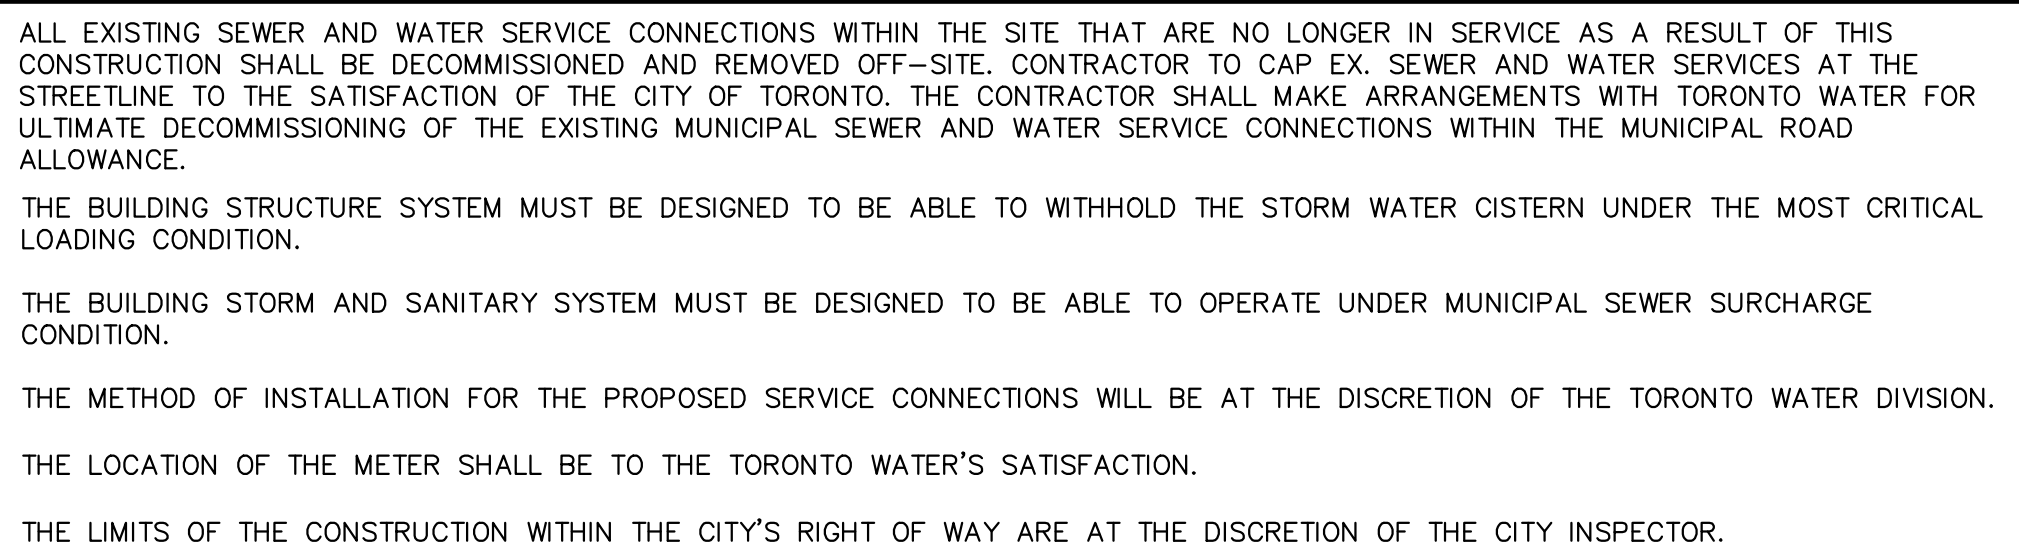 ALL EXISTING SEWER AND WATER SERVICE CONNECTIONS WITHIN THE SITE THAT ARE NO LONGER IN SERVICE AS A RESULT OF THIS
CONSTRUCTION SHALL BE DECOMMISSIONED AND REMOVED OFF-SITE. CONTRACTOR TO CAP EX. SEWER AND WATER SERVICES AT THE
STREETLINE TO THE SATISFACTION OF THE CITY OF TORONTO. THE CONTRACTOR SHALL MAKE ARRANGEMENTS WITH TORONTO WATER FOR
ULTIMATE DECOMMISSIONING OF THE EXISTING MUNICIPAL SEWER AND WATER SERVICE CONNECTIONS WITHIN THE MUNICIPAL ROAD
ALLOWANCE.
THE BUILDING STRUCTURE SYSTEM MUST BE DESIGNED TO BE ABLE TO WITHHOLD THE STORM WATER CISTERN UNDER THE MOST CRITICAL
LOADING CONDITION.
THE BUILDING STORM AND SANITARY SYSTEM MUST BE DESIGNED TO BE ABLE TO OPERATE UNDER MUNICIPAL SEWER SURCHARGE
CONDITION.
THE METHOD OF INSTALLATION FOR THE PROPOSED SERVICE CONNECTIONS WILL BE AT THE DISCRETION OF THE TORONTO WATER DIVISION.
THE LOCATION OF THE METER SHALL BE TO THE TORONTO WATER'S SATISFACTION.
THE LIMITS OF THE CONSTRUCTION WITHIN THE CITY'S RIGHT OF WAY ARE AT THE DISCRETION OF THE CITY INSPECTOR.